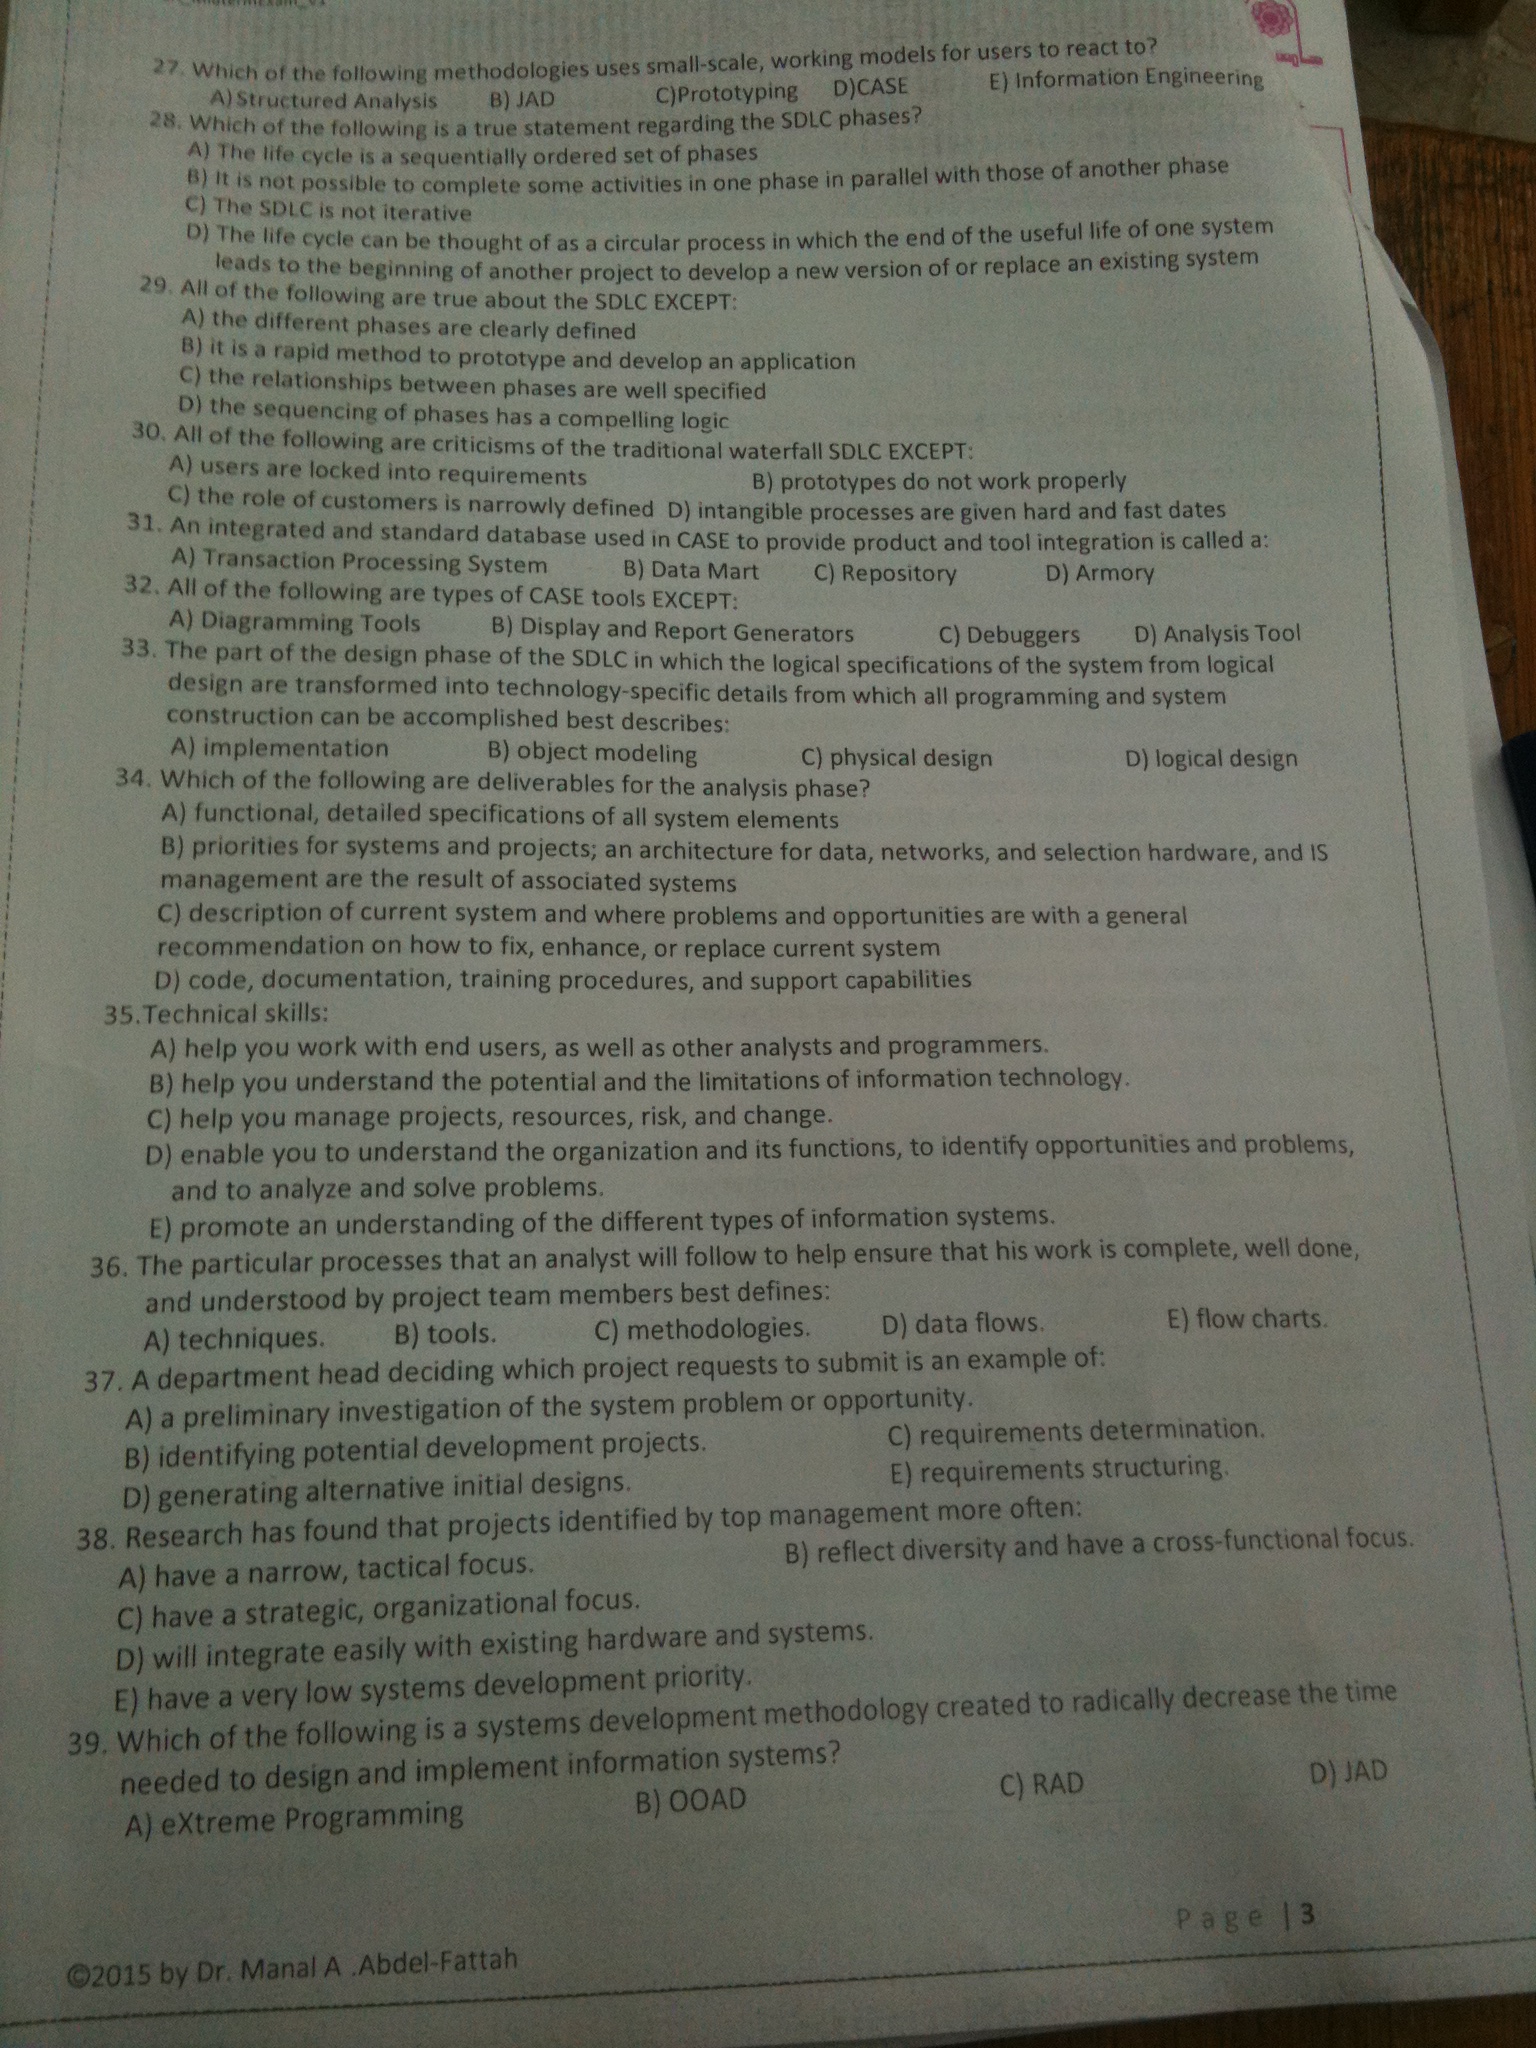 27. Which of the following methodologies uses small-scale, working models for users to react to?
A) Structured Analysis B) JAD C)Prototyping D)CASE E) Information Engineering
28. Which of the following is a true statement regarding the SDLC phases?
A) The life cycle is a sequentially ordered set of phases
B) It is not possible to complete some activities in one phase in parallel with those of another phase
C) The SDLC is not iterative
D) The life cycle can be thought of as a circular process in which the end of the useful life of one system
leads to the beginning of another project to develop a new version of or replace an existing system
29. All of the following are true about the SDLC EXCEPT:
A) the different phases are clearly defined
B) it is a rapid method to prototype and develop an application
C) the relationships between phases are well specified
D) the sequencing of phases has a compelling logic
30. All of the following are criticisms of the traditional waterfall SDLC EXCEPT:
A) users are locked into requirements B) prototypes do not work properly
C) the role of customers is narrowly defined D) intangible processes are given hard and fast dates
31. An integrated and standard database used in CASE to provide product and tool integration is called a:
A) Transaction Processing System B) Data Mart C) Repository D) Armory
32. All of the following are types of CASE tools EXCEPT:
A) Diagramming Tools B) Display and Report Generators C) Debuggers D) Analysis Tool
33. The part of the design phase of the SDLC in which the logical specifications of the system from logical
design are transformed into technology-specific details from which all programming and system
construction can be accomplished best describes:
A) implementation B) object modeling C) physical design D) logical design
34. Which of the following are deliverables for the analysis phase?
A) functional, detailed specifications of all system elements
B) priorities for systems and projects; an architecture for data, networks, and selection hardware, and IS
management are the result of associated systems
C) description of current system and where problems and opportunities are with a general
recommendation on how to fix, enhance, or replace current system
D) code, documentation, training procedures, and support capabilities
35.Technical skills:
A) help you work with end users, as well as other analysts and programmers.
B) help you understand the potential and the limitations of information technology.
C) help you manage projects, resources, risk, and change.
D) enable you to understand the organization and its functions, to identify opportunities and problems,
and to analyze and solve problems.
E) promote an understanding of the different types of information systems.
36. The particular processes that an analyst will follow to help ensure that his work is complete, well done,
and understood by project team members best defines:
A) techniques. B) tools. C) methodologies. D) data flows. E) flow charts.
37. A department head deciding which project requests to submit is an example of:
A) a preliminary investigation of the system problem or opportunity.
B) identifying potential development projects. C) requirements determination.
D) generating alternative initial designs. E) requirements structuring.
38. Research has found that projects identified by top management more often:
A) have a narrow, tactical focus. B) reflect diversity and have a cross-functional focus.
C) have a strategic, organizational focus.
D) will integrate easily with existing hardware and systems.
E) have a very low systems development priority.
39. Which of the following is a systems development methodology created to radically decrease the time
needed to design and implement information systems?
A) eXtreme Programming B) OOAD C) RAD D) JAD
Page | 3
©2015 by Dr. Manal A .Abdel-Fattah